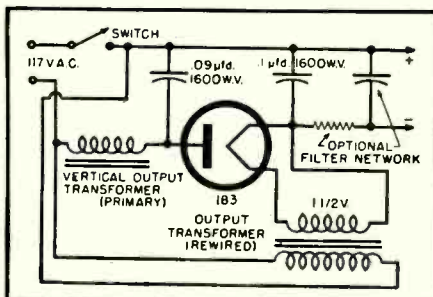 SWITCH
117 V A.C.
.09 µfd.
1600 W.V.
.1 µfd. 1600 W.V.
+
−
OPTIONAL
FILTER NETWORK
VERTICAL OUTPUT
TRANSFORMER
(PRIMARY)
1B3
OUTPUT
TRANSFORMER
(REWIRED)
1 1/2 V.